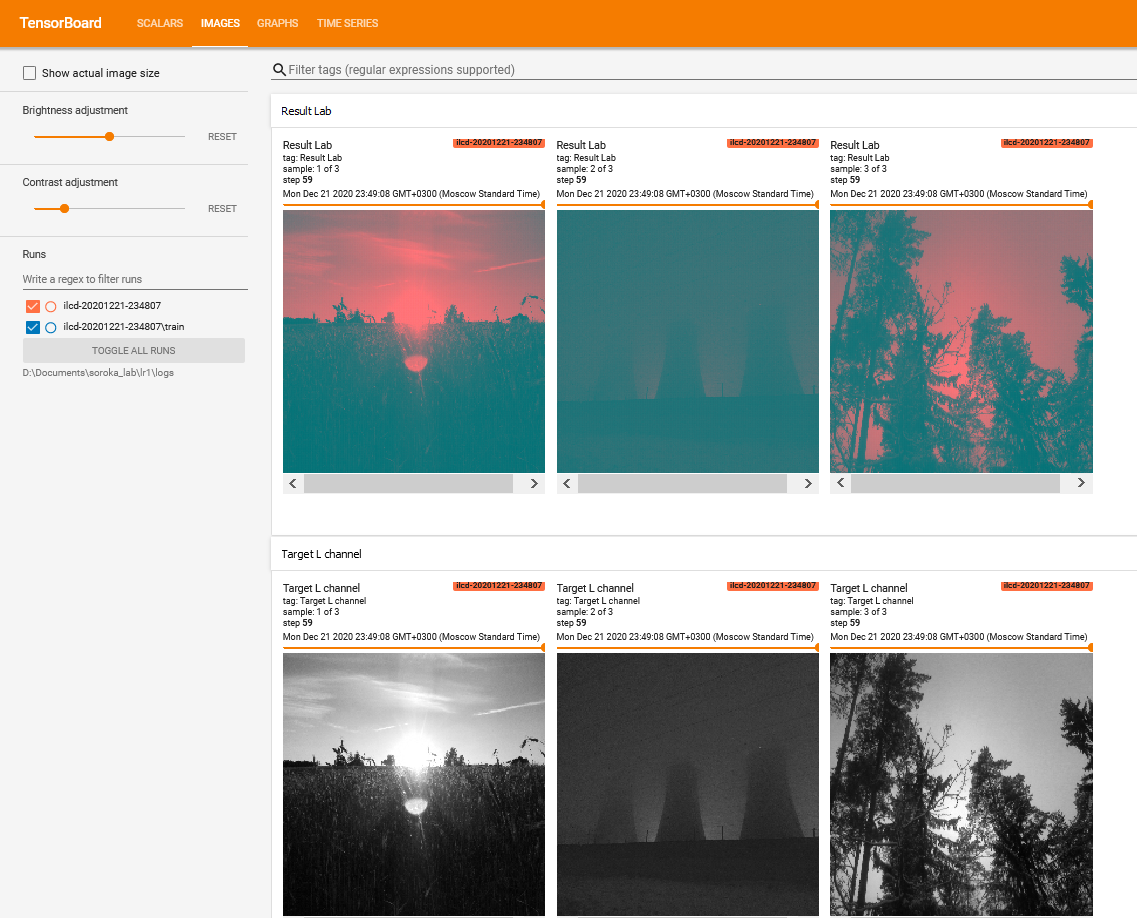 TensorBoard SCALARS IMAGES GRAPHS TIME SERIES
Show actual image size
Brightness adjustment
RESET
Contrast adjustment
RESET
Runs
Write a regex to filter runs
ilcd-20201221-234807
ilcd-20201221-234807\train
TOGGLE ALL RUNS
D:\Documents\soroka_lab\lr1\logs
Filter tags (regular expressions supported)
Result Lab
Result Lab ilcd-20201221-234807
tag: Result Lab
sample: 1 of 3
step 59
Mon Dec 21 2020 23:49:08 GMT+0300 (Moscow Standard Time)
Result Lab ilcd-20201221-234807
tag: Result Lab
sample: 2 of 3
step 59
Mon Dec 21 2020 23:49:08 GMT+0300 (Moscow Standard Time)
Result Lab ilcd-20201221-234807
tag: Result Lab
sample: 3 of 3
step 59
Mon Dec 21 2020 23:49:08 GMT+0300 (Moscow Standard Time)
Target L channel
Target L channel ilcd-20201221-234807
tag: Target L channel
sample: 1 of 3
step 59
Mon Dec 21 2020 23:49:08 GMT+0300 (Moscow Standard Time)
Target L channel ilcd-20201221-234807
tag: Target L channel
sample: 2 of 3
step 59
Mon Dec 21 2020 23:49:08 GMT+0300 (Moscow Standard Time)
Target L channel ilcd-20201221-234807
tag: Target L channel
sample: 3 of 3
step 59
Mon Dec 21 2020 23:49:08 GMT+0300 (Moscow Standard Time)